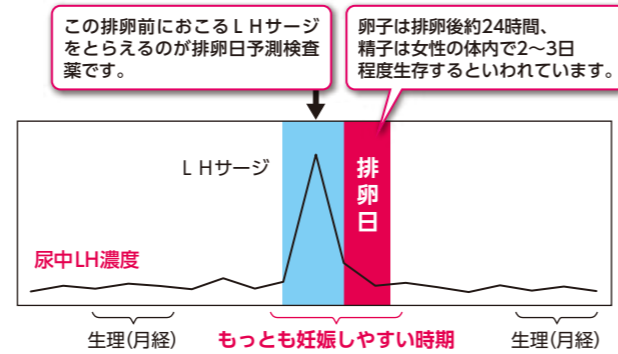 この排卵前におこるLHサージ
をとらえるのが排卵日予測検査
薬です。
卵子は排卵後約24時間、
精子は女性の体内で2〜3日
程度生存するといわれています。
LHサージ
排卵日
尿中LH濃度
生理(月経)
もっとも妊娠しやすい時期
生理(月経)